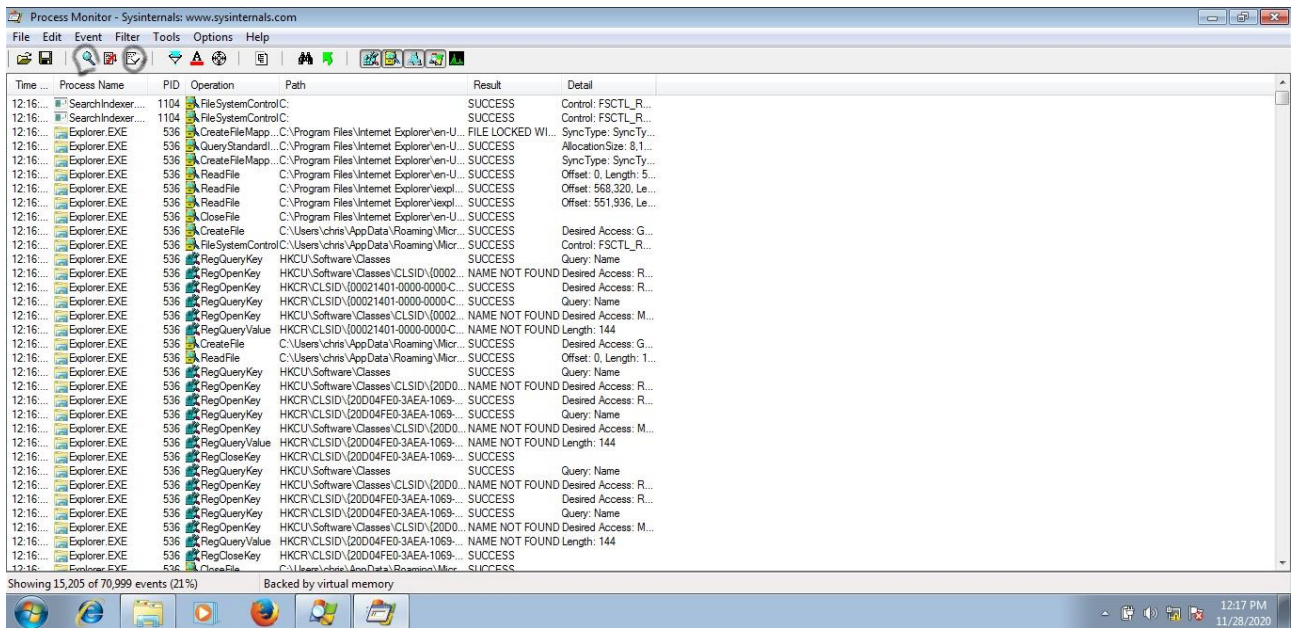 Process Monitor - Sysinternals: www.sysinternals.com
File Edit Event Filter Tools Options Help
Time ... Process Name PID Operation Path Result Detail
12:16:... SearchIndexer.... 1104 FileSystemControl C: SUCCESS Control: FSCTL_R...
12:16:... SearchIndexer.... 1104 FileSystemControl C: SUCCESS Control: FSCTL_R...
12:16:... Explorer.EXE 536 CreateFileMapp... C:\Program Files\Internet Explorer\en-U... FILE LOCKED WI... SyncType: SyncTy...
12:16:... Explorer.EXE 536 QueryStandardI... C:\Program Files\Internet Explorer\en-U... SUCCESS AllocationSize: 8,1...
12:16:... Explorer.EXE 536 CreateFileMapp... C:\Program Files\Internet Explorer\en-U... SUCCESS SyncType: SyncTy...
12:16:... Explorer.EXE 536 ReadFile C:\Program Files\Internet Explorer\en-U... SUCCESS Offset: 0, Length: 5...
12:16:... Explorer.EXE 536 ReadFile C:\Program Files\Internet Explorer\iexpl... SUCCESS Offset: 568,320, Le...
12:16:... Explorer.EXE 536 ReadFile C:\Program Files\Internet Explorer\iexpl... SUCCESS Offset: 551,936, Le...
12:16:... Explorer.EXE 536 CloseFile C:\Program Files\Internet Explorer\en-U... SUCCESS
12:16:... Explorer.EXE 536 CreateFile C:\Users\chris\AppData\Roaming\Micr... SUCCESS Desired Access: G...
12:16:... Explorer.EXE 536 FileSystemControl C:\Users\chris\AppData\Roaming\Micr... SUCCESS Control: FSCTL_R...
12:16:... Explorer.EXE 536 RegQueryKey HKCU\Software\Classes SUCCESS Query: Name
12:16:... Explorer.EXE 536 RegOpenKey HKCU\Software\Classes\CLSID\{0002... NAME NOT FOUND Desired Access: R...
12:16:... Explorer.EXE 536 RegOpenKey HKCR\CLSID\{00021401-0000-0000-C... SUCCESS Desired Access: R...
12:16:... Explorer.EXE 536 RegQueryKey HKCR\CLSID\{00021401-0000-0000-C... SUCCESS Query: Name
12:16:... Explorer.EXE 536 RegOpenKey HKCU\Software\Classes\CLSID\{0002... NAME NOT FOUND Desired Access: M...
12:16:... Explorer.EXE 536 RegQueryValue HKCR\CLSID\{00021401-0000-0000-C... NAME NOT FOUND Length: 144
12:16:... Explorer.EXE 536 CreateFile C:\Users\chris\AppData\Roaming\Micr... SUCCESS Desired Access: G...
12:16:... Explorer.EXE 536 ReadFile C:\Users\chris\AppData\Roaming\Micr... SUCCESS Offset: 0, Length: 1...
12:16:... Explorer.EXE 536 RegQueryKey HKCU\Software\Classes SUCCESS Query: Name
12:16:... Explorer.EXE 536 RegOpenKey HKCU\Software\Classes\CLSID\{20D0... NAME NOT FOUND Desired Access: R...
12:16:... Explorer.EXE 536 RegOpenKey HKCR\CLSID\{20D04FE0-3AEA-1069-... SUCCESS Desired Access: R...
12:16:... Explorer.EXE 536 RegQueryKey HKCR\CLSID\{20D04FE0-3AEA-1069-... SUCCESS Query: Name
12:16:... Explorer.EXE 536 RegOpenKey HKCU\Software\Classes\CLSID\{20D0... NAME NOT FOUND Desired Access: M...
12:16:... Explorer.EXE 536 RegQueryValue HKCR\CLSID\{20D04FE0-3AEA-1069-... NAME NOT FOUND Length: 144
12:16:... Explorer.EXE 536 RegCloseKey HKCR\CLSID\{20D04FE0-3AEA-1069-... SUCCESS
12:16:... Explorer.EXE 536 RegQueryKey HKCU\Software\Classes SUCCESS Query: Name
12:16:... Explorer.EXE 536 RegOpenKey HKCU\Software\Classes\CLSID\{20D0... NAME NOT FOUND Desired Access: R...
12:16:... Explorer.EXE 536 RegOpenKey HKCR\CLSID\{20D04FE0-3AEA-1069-... SUCCESS Desired Access: R...
12:16:... Explorer.EXE 536 RegQueryKey HKCR\CLSID\{20D04FE0-3AEA-1069-... SUCCESS Query: Name
12:16:... Explorer.EXE 536 RegOpenKey HKCU\Software\Classes\CLSID\{20D0... NAME NOT FOUND Desired Access: M...
12:16:... Explorer.EXE 536 RegQueryValue HKCR\CLSID\{20D04FE0-3AEA-1069-... NAME NOT FOUND Length: 144
12:16:... Explorer.EXE 536 RegCloseKey HKCR\CLSID\{20D04FE0-3AEA-1069-... SUCCESS
12:16:... Explorer.EXE 536 CloseFile C:\Users\chris\AppData\Roaming\Micr... SUCCESS
Showing 15,205 of 70,999 events (21%) Backed by virtual memory
12:17 PM
11/28/2020